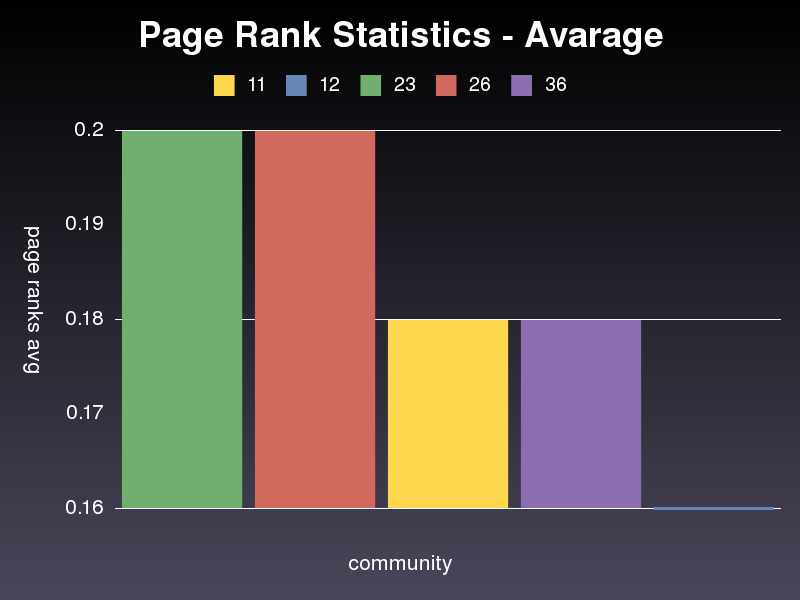 Page Rank Statistics - Avarage
11 12 23 26 36
0.2
0.19
0.18
0.17
0.16
page ranks avg
community